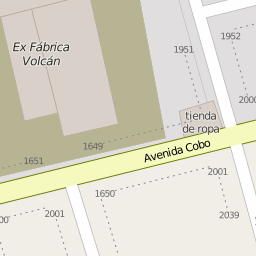 Ex Fábrica
Volcán
1952
1951
2000
tienda
de ropa
1649
1651
Avenida Cobo
2001
1650
2001
2039